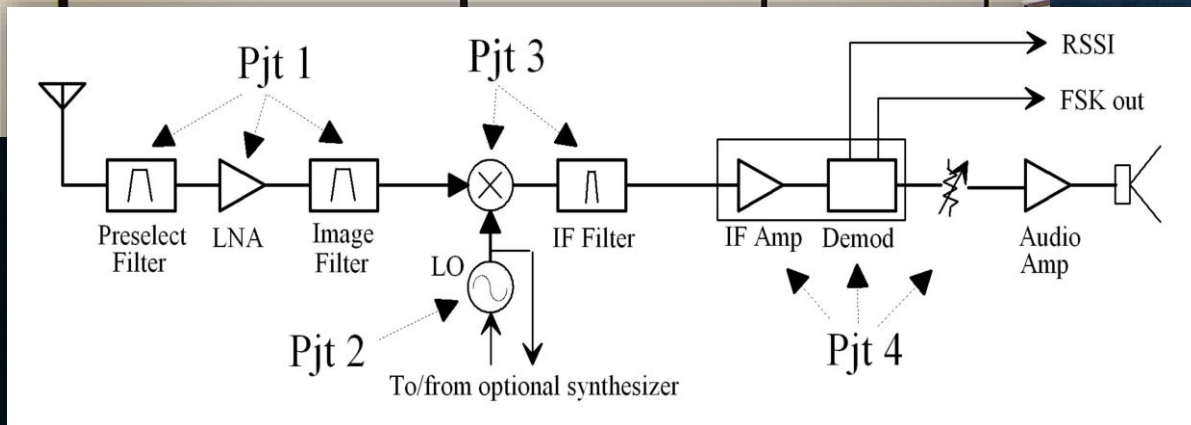 Pjt 1
Pjt 3
RSSI
FSK out
Preselect
Filter
LNA
Image
Filter
IF Filter
IF Amp
Demod
Audio
Amp
LO
Pjt 2
Pjt 4
To/from optional synthesizer